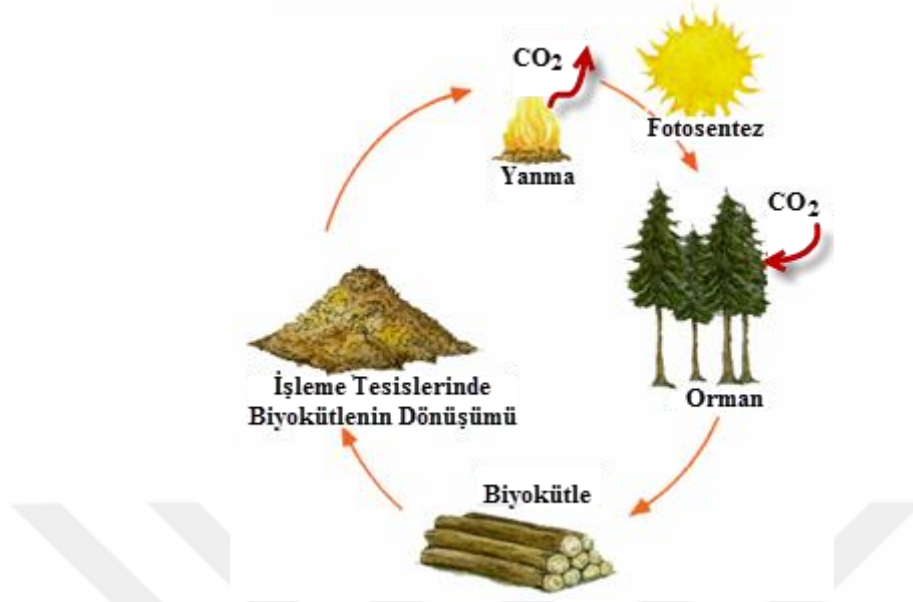 CO2
Fotosentez
Yanma
CO2
Orman
İşleme Tesislerinde
Biyokütlenin Dönüşümü
Biyokütle